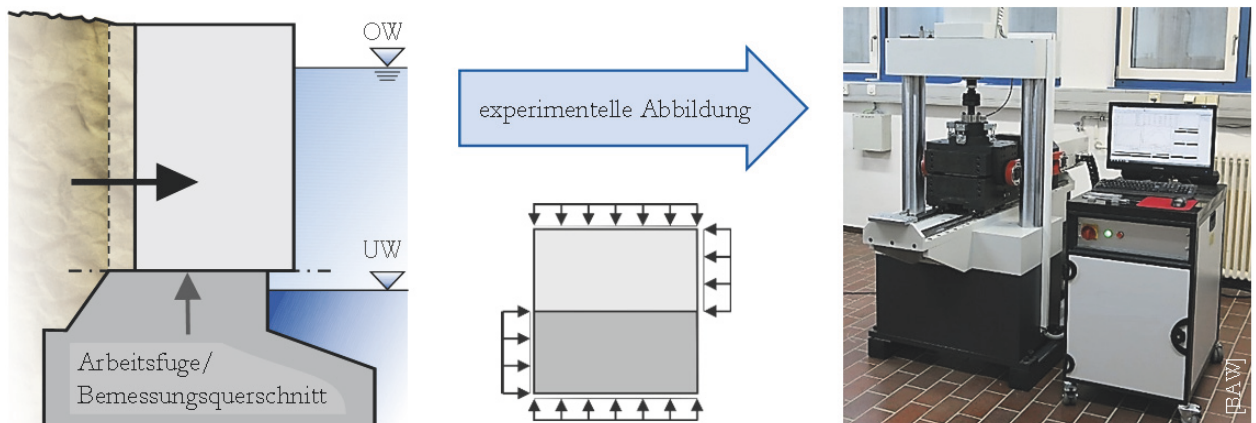 OW
UW
Arbeitsfuge/
Bemessungsquerschnitt
experimentelle Abbildung
[BAW]